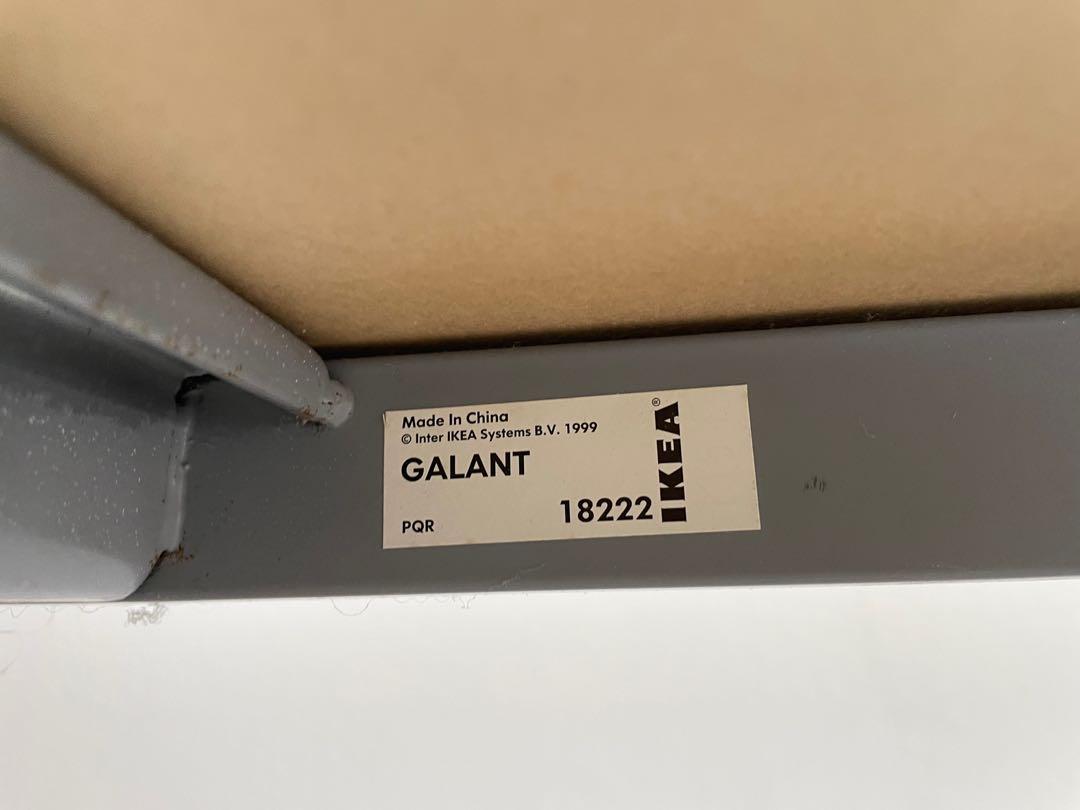 Made In China
© Inter IKEA Systems B.V. 1999
GALANT
PQR
18222
IKEA®